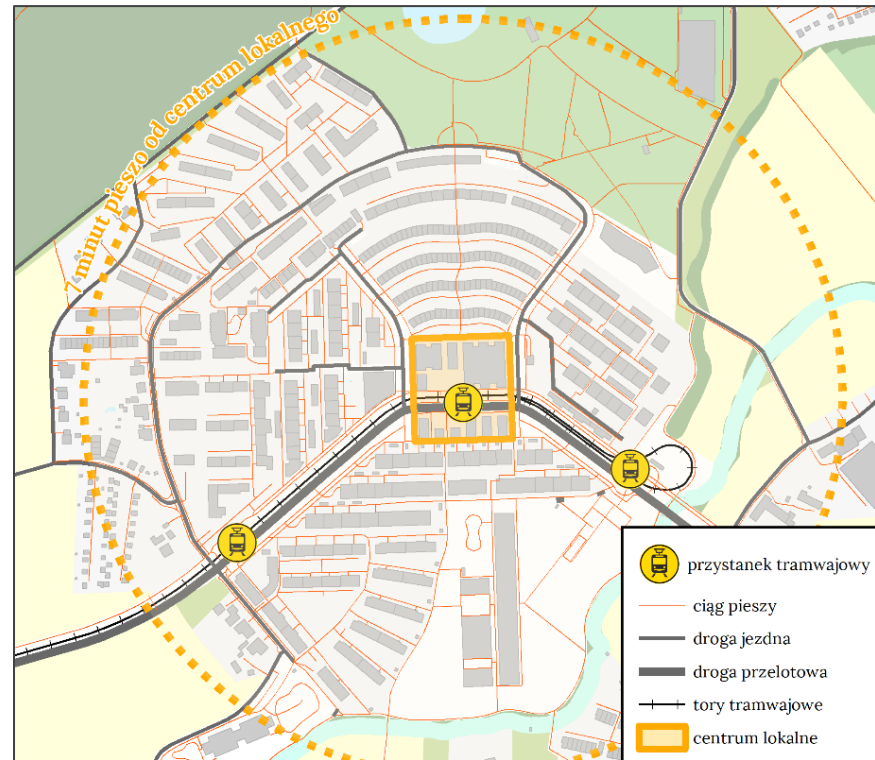 7 minut pieszo od centrum lokalnego
przystanek tramwajowy
ciąg pieszy
droga jezdna
droga przelotowa
tory tramwajowe
centrum lokalne